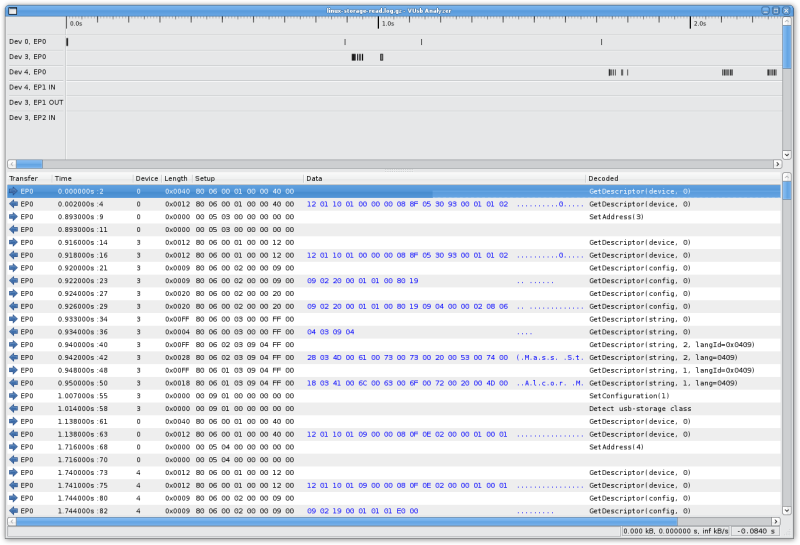 linux-storage-read.log.gz - VUsb Analyzer
0.0s 1.0s 2.0s
Dev 0, EP0
Dev 3, EP0
Dev 4, EP0
Dev 4, EP1 IN
Dev 3, EP1 OUT
Dev 3, EP2 IN
Transfer Time Device Length Setup Data Decoded
EP0 0.000000s :2 0 0x0040 80 06 00 01 00 00 40 00 GetDescriptor(device, 0)
EP0 0.002000s :4 0 0x0012 80 06 00 01 00 00 40 00 12 01 10 01 00 00 00 08 8F 05 30 93 00 01 01 02 ..........0..... GetDescriptor(device, 0)
EP0 0.893000s :9 0 0x0000 00 05 03 00 00 00 00 00 SetAddress(3)
EP0 0.893000s :11 0 0x0000 00 05 03 00 00 00 00 00
EP0 0.916000s :14 3 0x0012 80 06 00 01 00 00 12 00 GetDescriptor(device, 0)
EP0 0.918000s :16 3 0x0012 80 06 00 01 00 00 12 00 12 01 10 01 00 00 00 08 8F 05 30 93 00 01 01 02 ..........0..... GetDescriptor(device, 0)
EP0 0.920000s :21 3 0x0009 80 06 00 02 00 00 09 00 GetDescriptor(config, 0)
EP0 0.922000s :23 3 0x0009 80 06 00 02 00 00 09 00 09 02 20 00 01 01 00 80 19 .. ...... GetDescriptor(config, 0)
EP0 0.924000s :27 3 0x0020 80 06 00 02 00 00 20 00 GetDescriptor(config, 0)
EP0 0.926000s :29 3 0x0020 80 06 00 02 00 00 20 00 09 02 20 00 01 01 00 80 19 09 04 00 00 02 08 06 .. ............. GetDescriptor(config, 0)
EP0 0.933000s :34 3 0x00FF 80 06 00 03 00 00 FF 00 GetDescriptor(string, 0)
EP0 0.934000s :36 3 0x0004 80 06 00 03 00 00 FF 00 04 03 09 04 .... GetDescriptor(string, 0)
EP0 0.940000s :40 3 0x00FF 80 06 02 03 09 04 FF 00 GetDescriptor(string, 2, langId=0x0409)
EP0 0.942000s :42 3 0x0028 80 06 02 03 09 04 FF 00 28 03 4D 00 61 00 73 00 73 00 20 00 53 00 74 00 (.M.a.s.s. .S.t. GetDescriptor(string, 2, lang=0409)
EP0 0.948000s :48 3 0x00FF 80 06 01 03 09 04 FF 00 GetDescriptor(string, 1, langId=0x0409)
EP0 0.950000s :50 3 0x0018 80 06 01 03 09 04 FF 00 18 03 41 00 6C 00 63 00 6F 00 72 00 20 00 4D 00 ..A.l.c.o.r. .M. GetDescriptor(string, 1, lang=0409)
EP0 1.007000s :55 3 0x0000 00 09 01 00 00 00 00 00 SetConfiguration(1)
EP0 1.014000s :58 3 0x0000 00 09 01 00 00 00 00 00 Detect usb-storage class
EP0 1.138000s :61 0 0x0040 80 06 00 01 00 00 40 00 GetDescriptor(device, 0)
EP0 1.138000s :63 0 0x0012 80 06 00 01 00 00 40 00 12 01 10 01 09 00 00 08 0F 0E 02 00 00 01 00 01 ................ GetDescriptor(device, 0)
EP0 1.716000s :68 0 0x0000 00 05 04 00 00 00 00 00 SetAddress(4)
EP0 1.716000s :70 0 0x0000 00 05 04 00 00 00 00 00
EP0 1.740000s :73 4 0x0012 80 06 00 01 00 00 12 00 GetDescriptor(device, 0)
EP0 1.741000s :75 4 0x0012 80 06 00 01 00 00 12 00 12 01 10 01 09 00 00 08 0F 0E 02 00 00 01 00 01 ................ GetDescriptor(device, 0)
EP0 1.744000s :80 4 0x0009 80 06 00 02 00 00 09 00 GetDescriptor(config, 0)
EP0 1.744000s :82 4 0x0009 80 06 00 02 00 00 09 00 09 02 19 00 01 01 01 E0 00 ......... GetDescriptor(config, 0)
0.000 kB, 0.000000 s, inf kB/s -0.0840 s